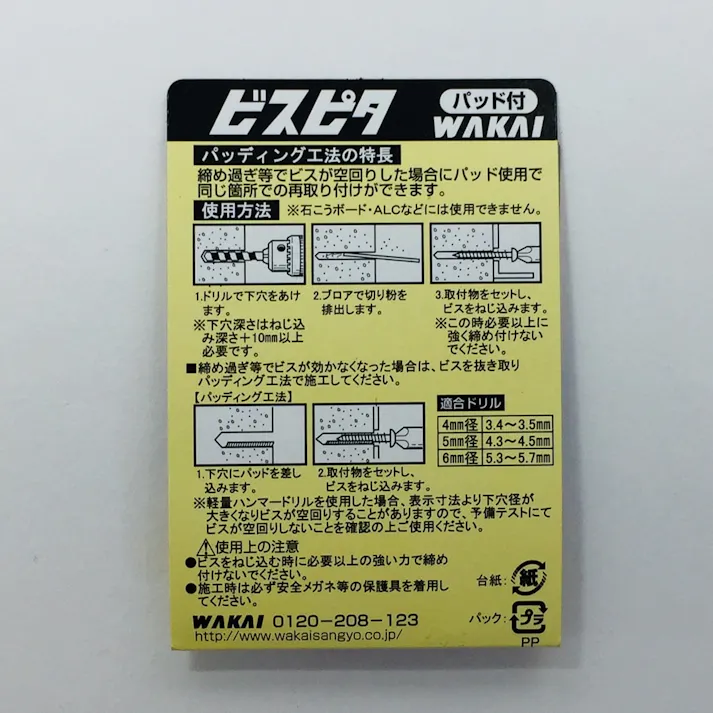 ビスピタ
パッド付
WAKAI
パッディング工法の特長
締め過ぎ等でビスが空回りした場合にパッド使用で
同じ箇所での再取り付けができます。
使用方法 ※石こうボード・ALCなどには使用できません。
1.ドリルで下穴をあけ
ます。
※下穴深さはねじ込
み深さ+10mm以上
必要です。
2.ブロアで切り粉を
排出します。
3.取付物をセットし、
ビスをねじ込みます。
※この時必要以上に
強く締め付けない
でください。
■締め過ぎ等でビスが効かなくなった場合は、ビスを抜き取り
パッディング工法で施工してください。
【パッディング工法】
1.下穴にパッドを差し
込みます。
2.取付物をセットし、
ビスをねじ込みます。
適合ドリル
4mm径 3.4〜3.5mm
5mm径 4.3〜4.5mm
6mm径 5.3〜5.7mm
※軽量ハンマードリルを使用した場合、表示寸法より下穴径が
大きくなりビスが空回りすることがありますので、予備テストにて
ビスが空回りしないことを確認の上ご使用ください。
⚠使用上の注意
●ビスをねじ込む時に必要以上の強い力で締め
付けないでください。
●施工時は必ず安全メガネ等の保護具を着用し
てください。
台紙: 紙
パック: プラ
PP
WAKAI 0120-208-123
http://www.wakaisangyo.co.jp/